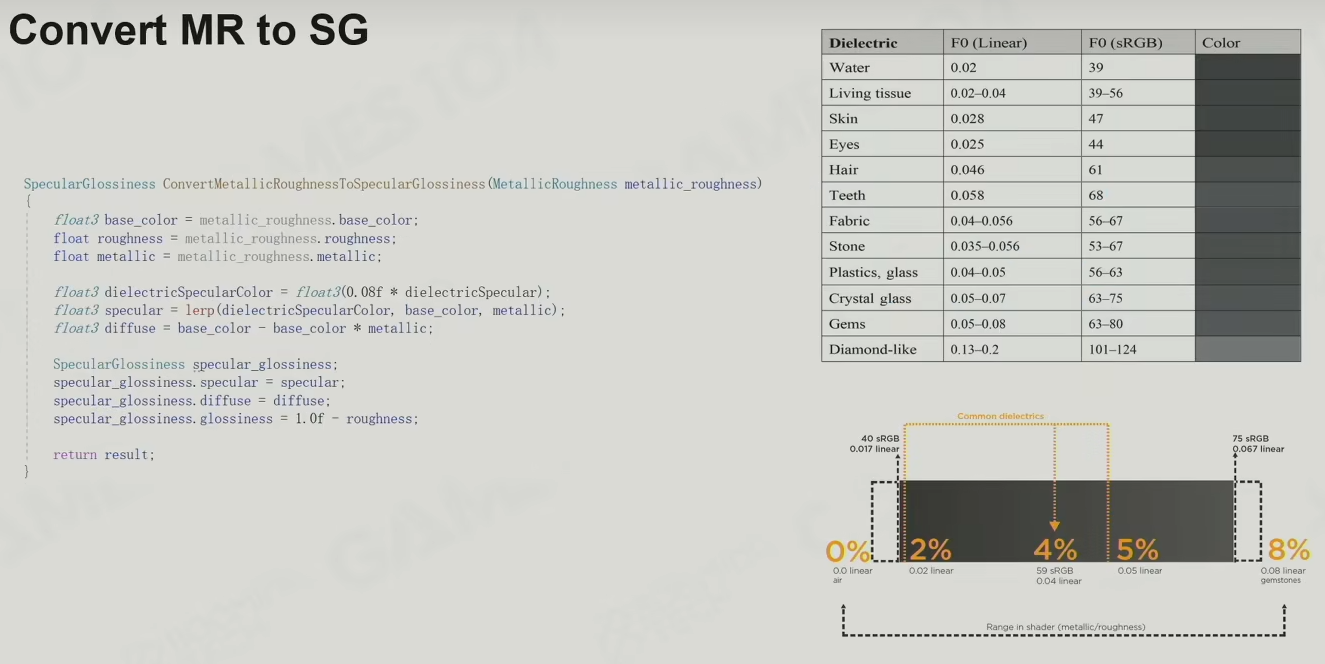 Convert MR to SG
SpecularGlossiness ConvertMetallicRoughnessToSpecularGlossiness(MetallicRoughness metallic_roughness)
{
float3 base_color = metallic_roughness.base_color;
float roughness = metallic_roughness.roughness;
float metallic = metallic_roughness.metallic;
float3 dielectricSpecularColor = float3(0.08f * dielectricSpecular);
float3 specular = lerp(dielectricSpecularColor, base_color, metallic);
float3 diffuse = base_color - base_color * metallic;
SpecularGlossiness specular_glossiness;
specular_glossiness.specular = specular;
specular_glossiness.diffuse = diffuse;
specular_glossiness.glossiness = 1.0f - roughness;
return result;
}
Dielectric F0 (Linear) F0 (sRGB) Color
Water 0.02 39
Living tissue 0.02–0.04 39–56
Skin 0.028 47
Eyes 0.025 44
Hair 0.046 61
Teeth 0.058 68
Fabric 0.04–0.056 56–67
Stone 0.035–0.056 53–67
Plastics, glass 0.04–0.05 56–63
Crystal glass 0.05–0.07 63–75
Gems 0.05–0.08 63–80
Diamond-like 0.13–0.2 101–124
Common dielectrics
40 sRGB
0.017 linear
75 sRGB
0.067 linear
0% 2% 4% 5% 8%
0.0 linear
air
0.02 linear
59 sRGB
0.04 linear
0.05 linear
0.08 linear
gemstones
Range in shader (metallic/roughness)
GAMES 104